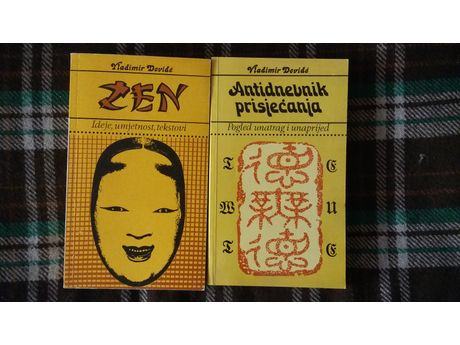 Vladimir Devidé
ZEN
Ideje, umjetnost, tekstovi
Vladimir Devidé
Antidnevnik
prisjećanja
Pogled unatrag i unaprijed
T E
W U
T E